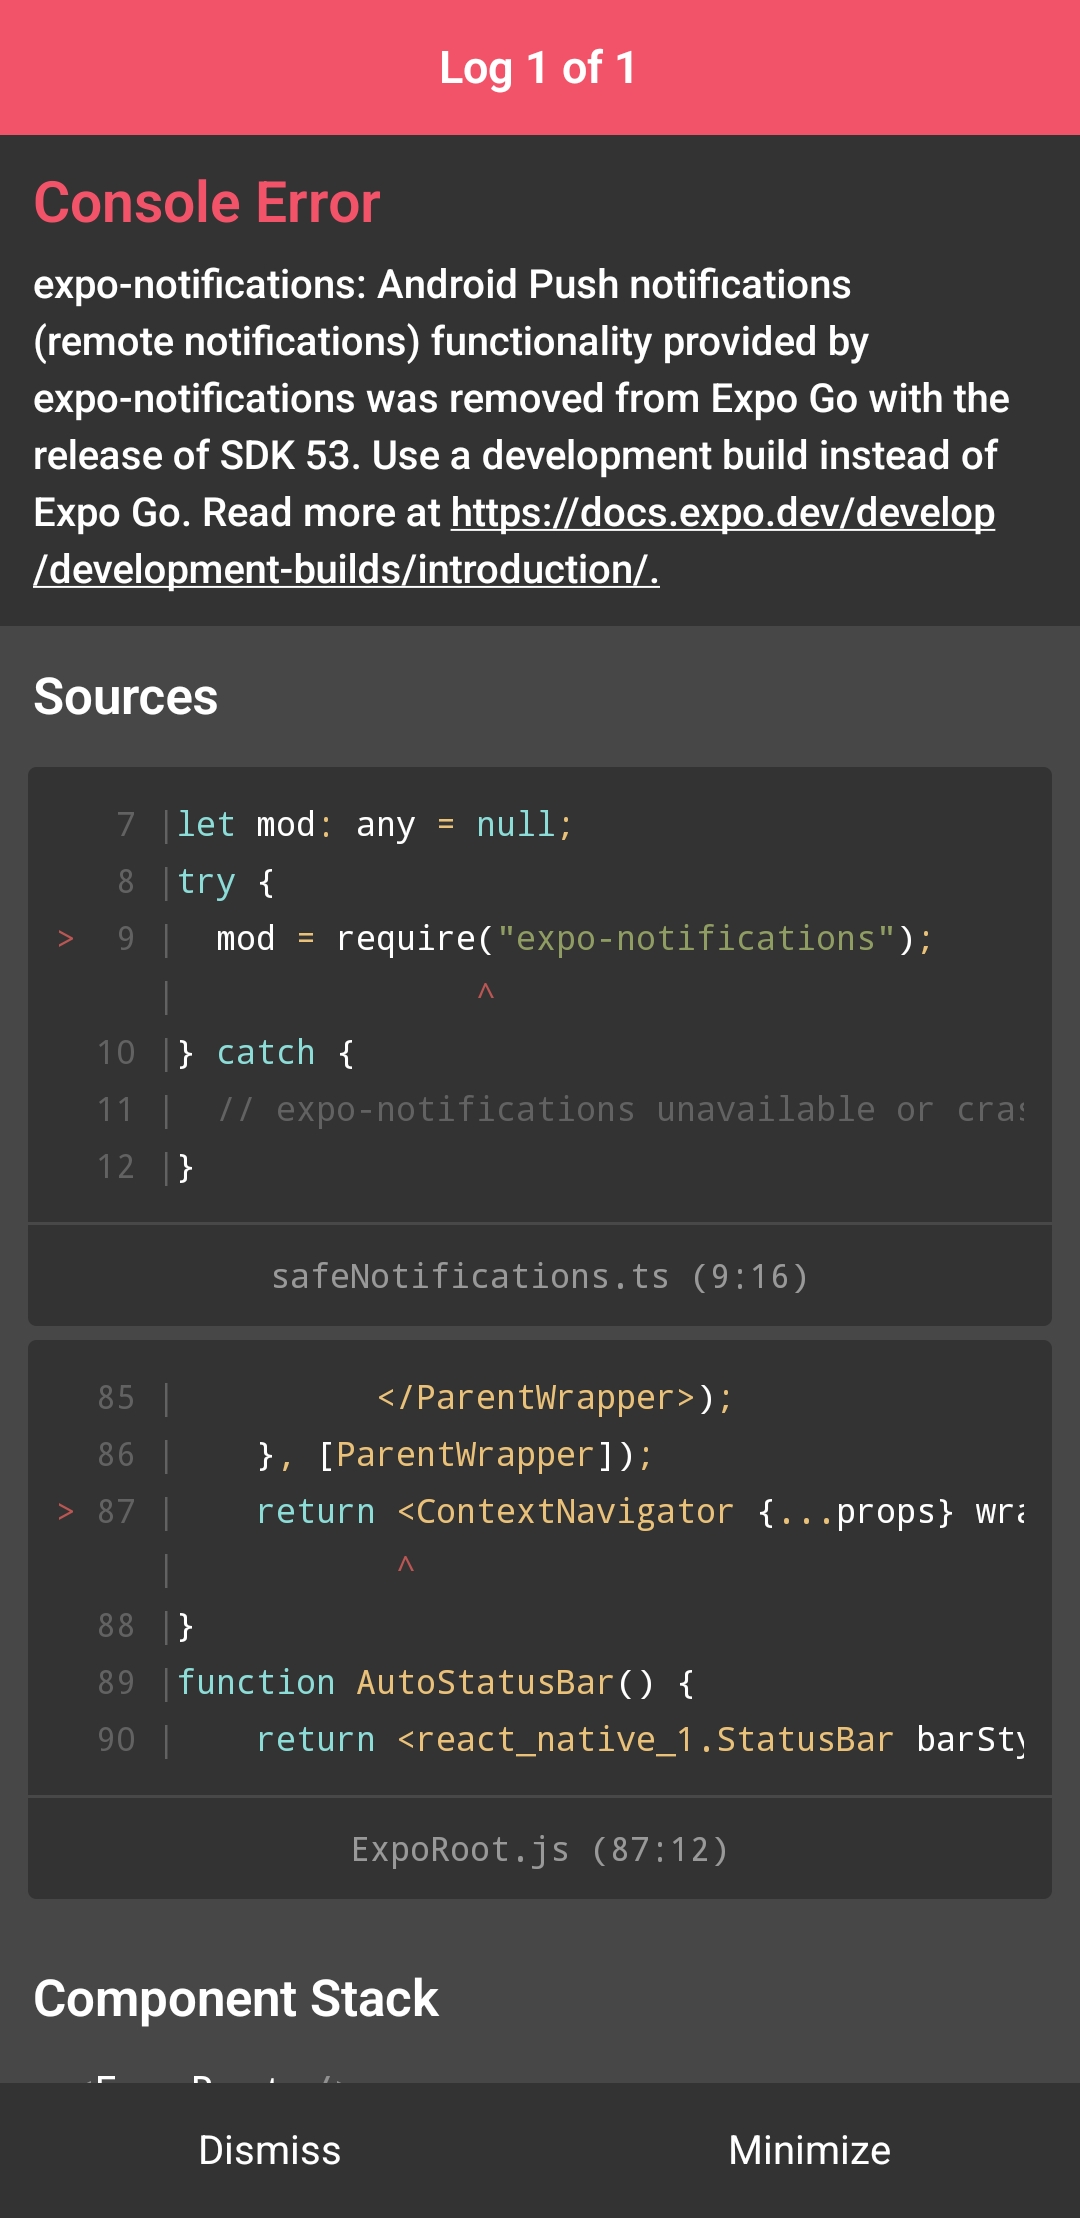 Log 1 of 1
Console Error
expo-notifications: Android Push notifications
(remote notifications) functionality provided by
expo-notifications was removed from Expo Go with the
release of SDK 53. Use a development build instead of
Expo Go. Read more at https://docs.expo.dev/develop
/development-builds/introduction/.
Sources
7 |let mod: any = null;
8 |try {
> 9 |  mod = require("expo-notifications");
|               ^
10 |} catch {
11 |  // expo-notifications unavailable or cras
12 |}
safeNotifications.ts (9:16)
85 |          </ParentWrapper>);
86 |    }, [ParentWrapper]);
> 87 |    return <ContextNavigator {...props} wra
|           ^
88 |}
89 |function AutoStatusBar() {
90 |    return <react_native_1.StatusBar barSty
ExpoRoot.js (87:12)
Component Stack
Dismiss
Minimize